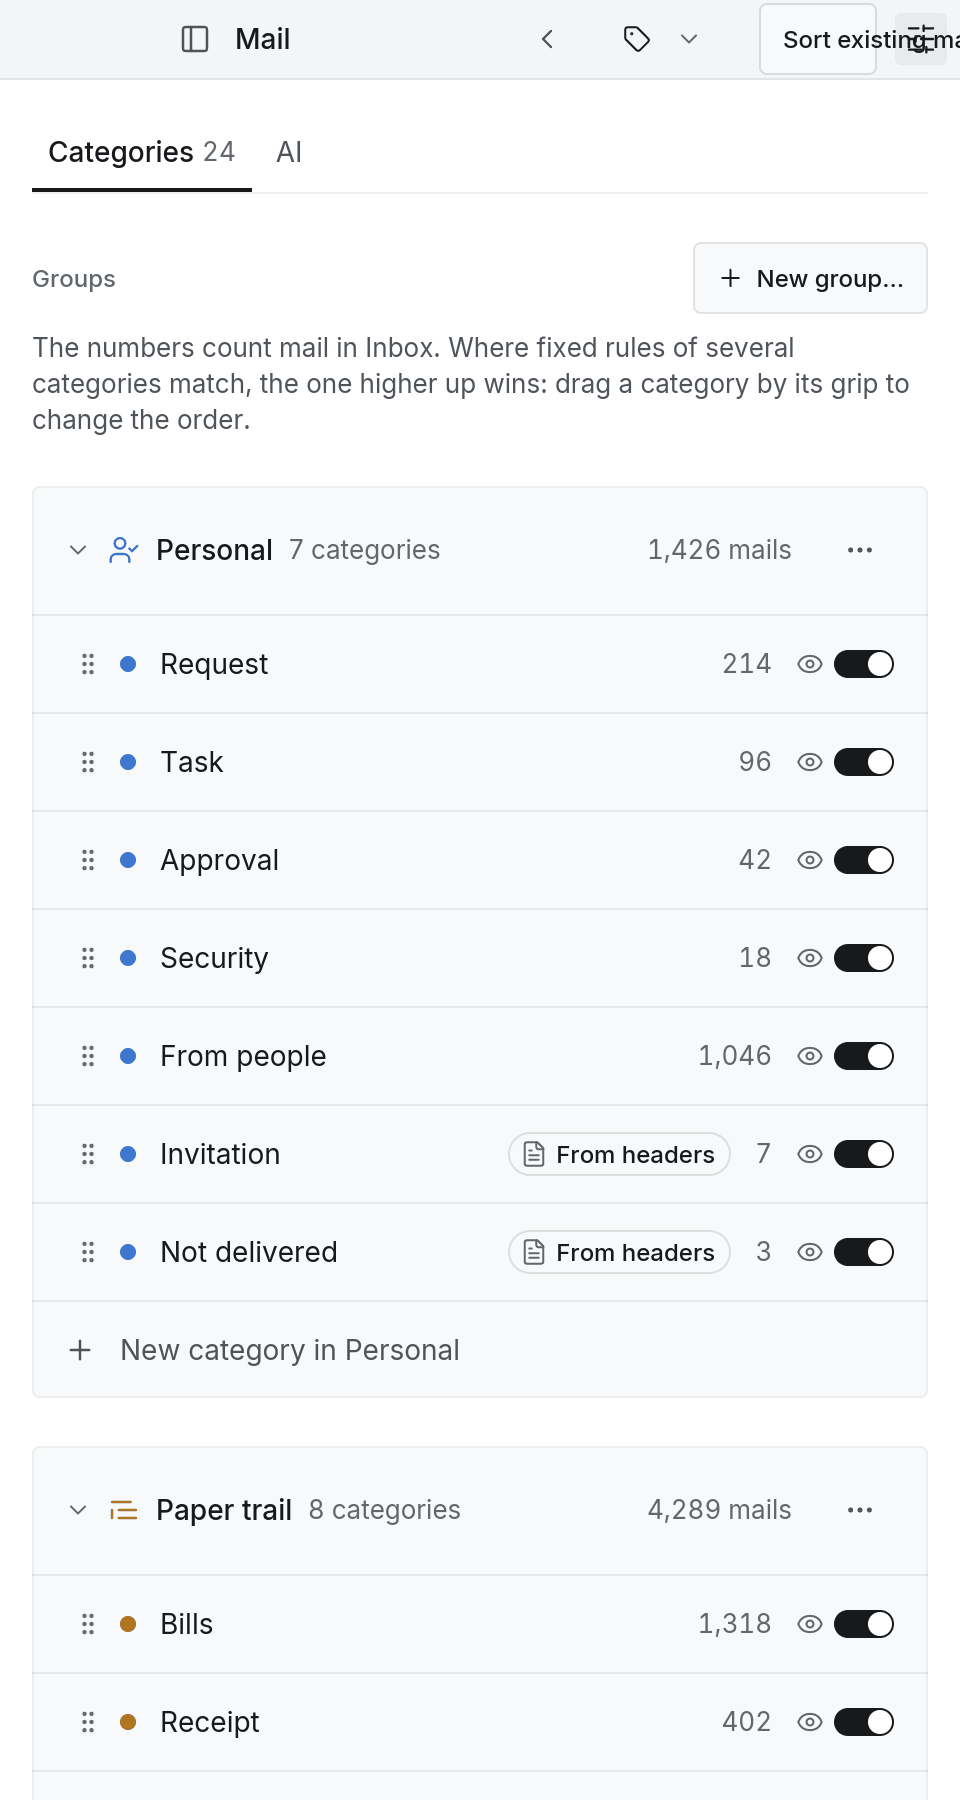 Mail
Sort existing ma
Categories 24
AI
Groups
New group...
The numbers count mail in Inbox. Where fixed rules of several
categories match, the one higher up wins: drag a category by its grip to
change the order.
Personal 7 categories 1,426 mails
Request 214
Task 96
Approval 42
Security 18
From people 1,046
Invitation From headers 7
Not delivered From headers 3
New category in Personal
Paper trail 8 categories 4,289 mails
Bills 1,318
Receipt 402